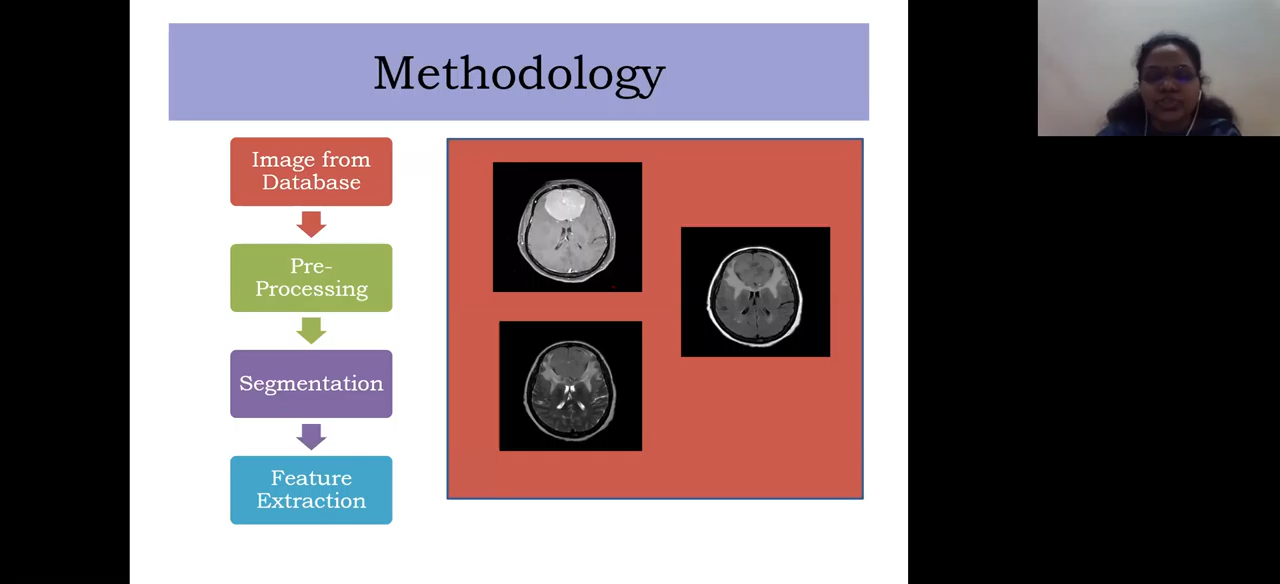 Methodology
Image from
Database
Pre-
Processing
Segmentation
Feature
Extraction